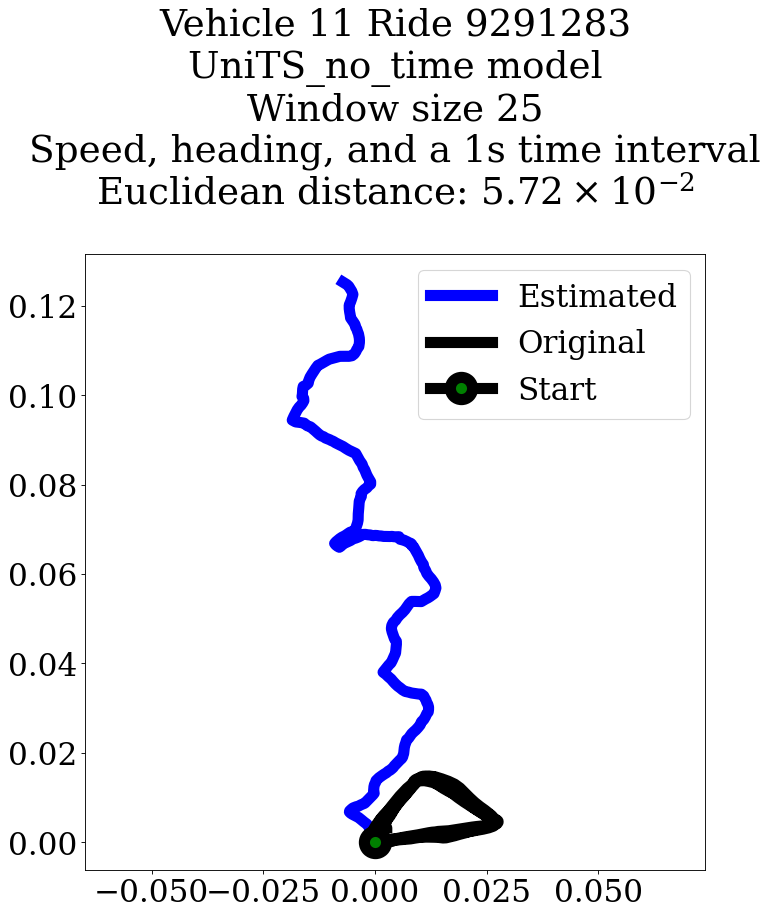 Vehicle 11 Ride 9291283
UniTS_no_time model
Window size 25
Speed, heading, and a 1s time interval
Euclidean distance: 5.72 × 10⁻²
Estimated
Original
Start
0.12
0.10
0.08
0.06
0.04
0.02
0.00
−0.050 −0.025 0.000 0.025 0.050